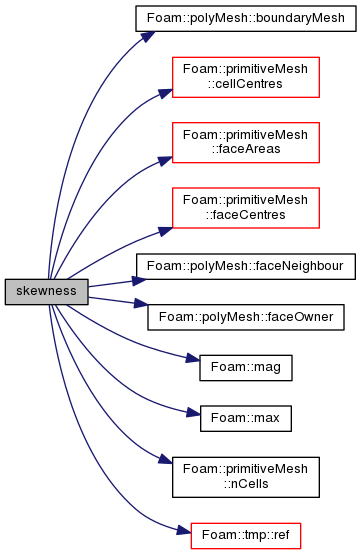 Foam::polyMesh::boundaryMesh
Foam::primitiveMesh
::cellCentres
Foam::primitiveMesh
::faceAreas
Foam::primitiveMesh
::faceCentres
Foam::polyMesh::faceNeighbour
skewness
Foam::polyMesh::faceOwner
Foam::mag
Foam::max
Foam::primitiveMesh
::nCells
Foam::tmp::ref